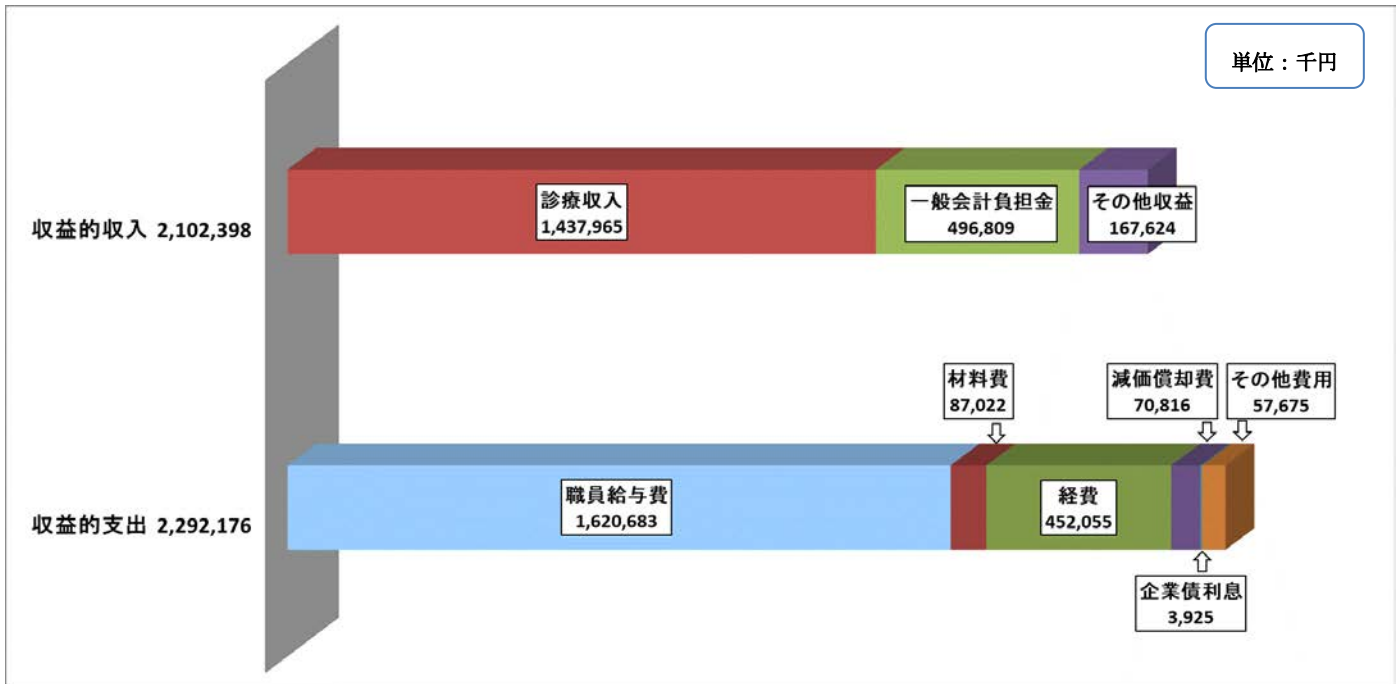 単位：千円
診療収入
1,437,965
一般会計負担金
496,809
その他収益
167,624
収益的収入 2,102,398
材料費
87,022
減価償却費
70,816
その他費用
57,675
職員給与費
1,620,683
経費
452,055
収益的支出 2,292,176
企業債利息
3,925